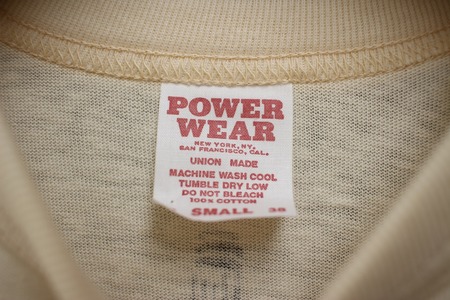 POWER
WEAR
NEW YORK, NY.
SAN FRANCISCO, CAL.
UNION MADE
MACHINE WASH COOL
TUMBLE DRY LOW
DO NOT BLEACH
100% COTTON
SMALL 38